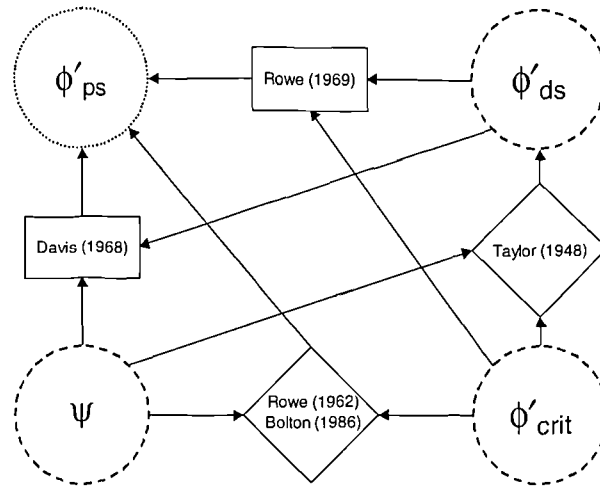 ϕ′ps
Rowe (1969)
ϕ′ds
Davis (1968)
Taylor (1948)
ψ
Rowe (1962)
Bolton (1986)
ϕ′crit